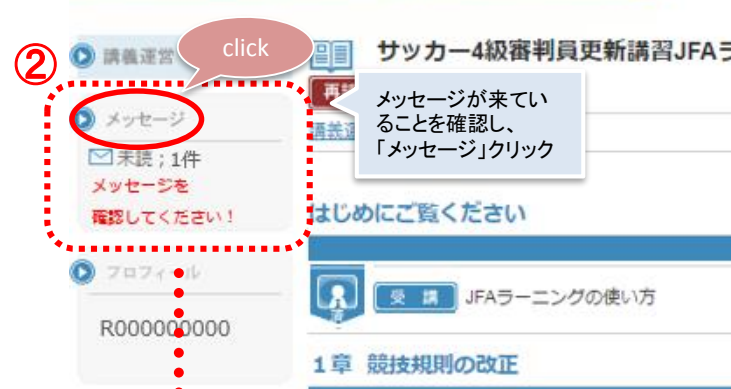 ②
講義運営
click
サッカー4級審判員更新講習JFA
メッセージ
未読；1件
メッセージを
確認してください！
メッセージが来てい
ることを確認し、
「メッセージ」クリック
はじめにご覧ください
プロフィール
R000000000
受 講
JFAラーニングの使い方
1章 競技規則の改正